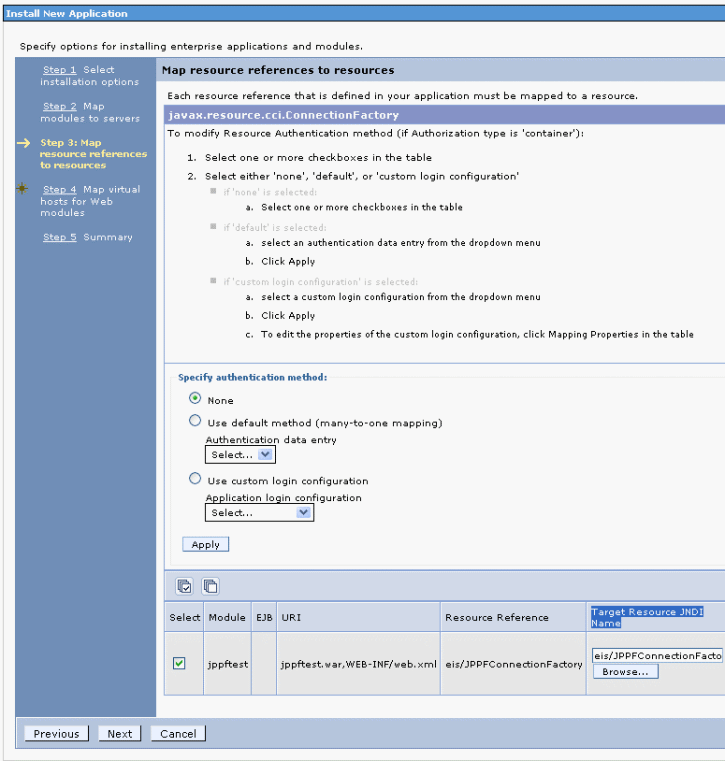 Install New Application
Specify options for installing enterprise applications and modules.
Step 1 Select
installation options
Step 2 Map
modules to servers
Step 3: Map
resource references
to resources
Step 4 Map virtual
hosts for Web
modules
Step 5 Summary
Map resource references to resources
Each resource reference that is defined in your application must be mapped to a resource.
javax.resource.cci.ConnectionFactory
To modify Resource Authentication method (if Authorization type is 'container'):
1. Select one or more checkboxes in the table
2. Select either 'none', 'default', or 'custom login configuration'
if 'none' is selected:
a. Select one or more checkboxes in the table
if 'default' is selected:
a. select an authentication data entry from the dropdown menu
b. Click Apply
if 'custom login configuration' is selected:
a. select a custom login configuration from the dropdown menu
b. Click Apply
c. To edit the properties of the custom login configuration, click Mapping Properties in the table
Specify authentication method:
None
Use default method (many-to-one mapping)
Authentication data entry
Select...
Use custom login configuration
Application login configuration
Select...
Apply
Select Module EJB URI Resource Reference Target Resource JNDI
Name
jppftest jppftest.war,WEB-INF/web.xml eis/JPPFConnectionFactory eis/JPPFConnectionFacto
Browse...
Previous Next Cancel